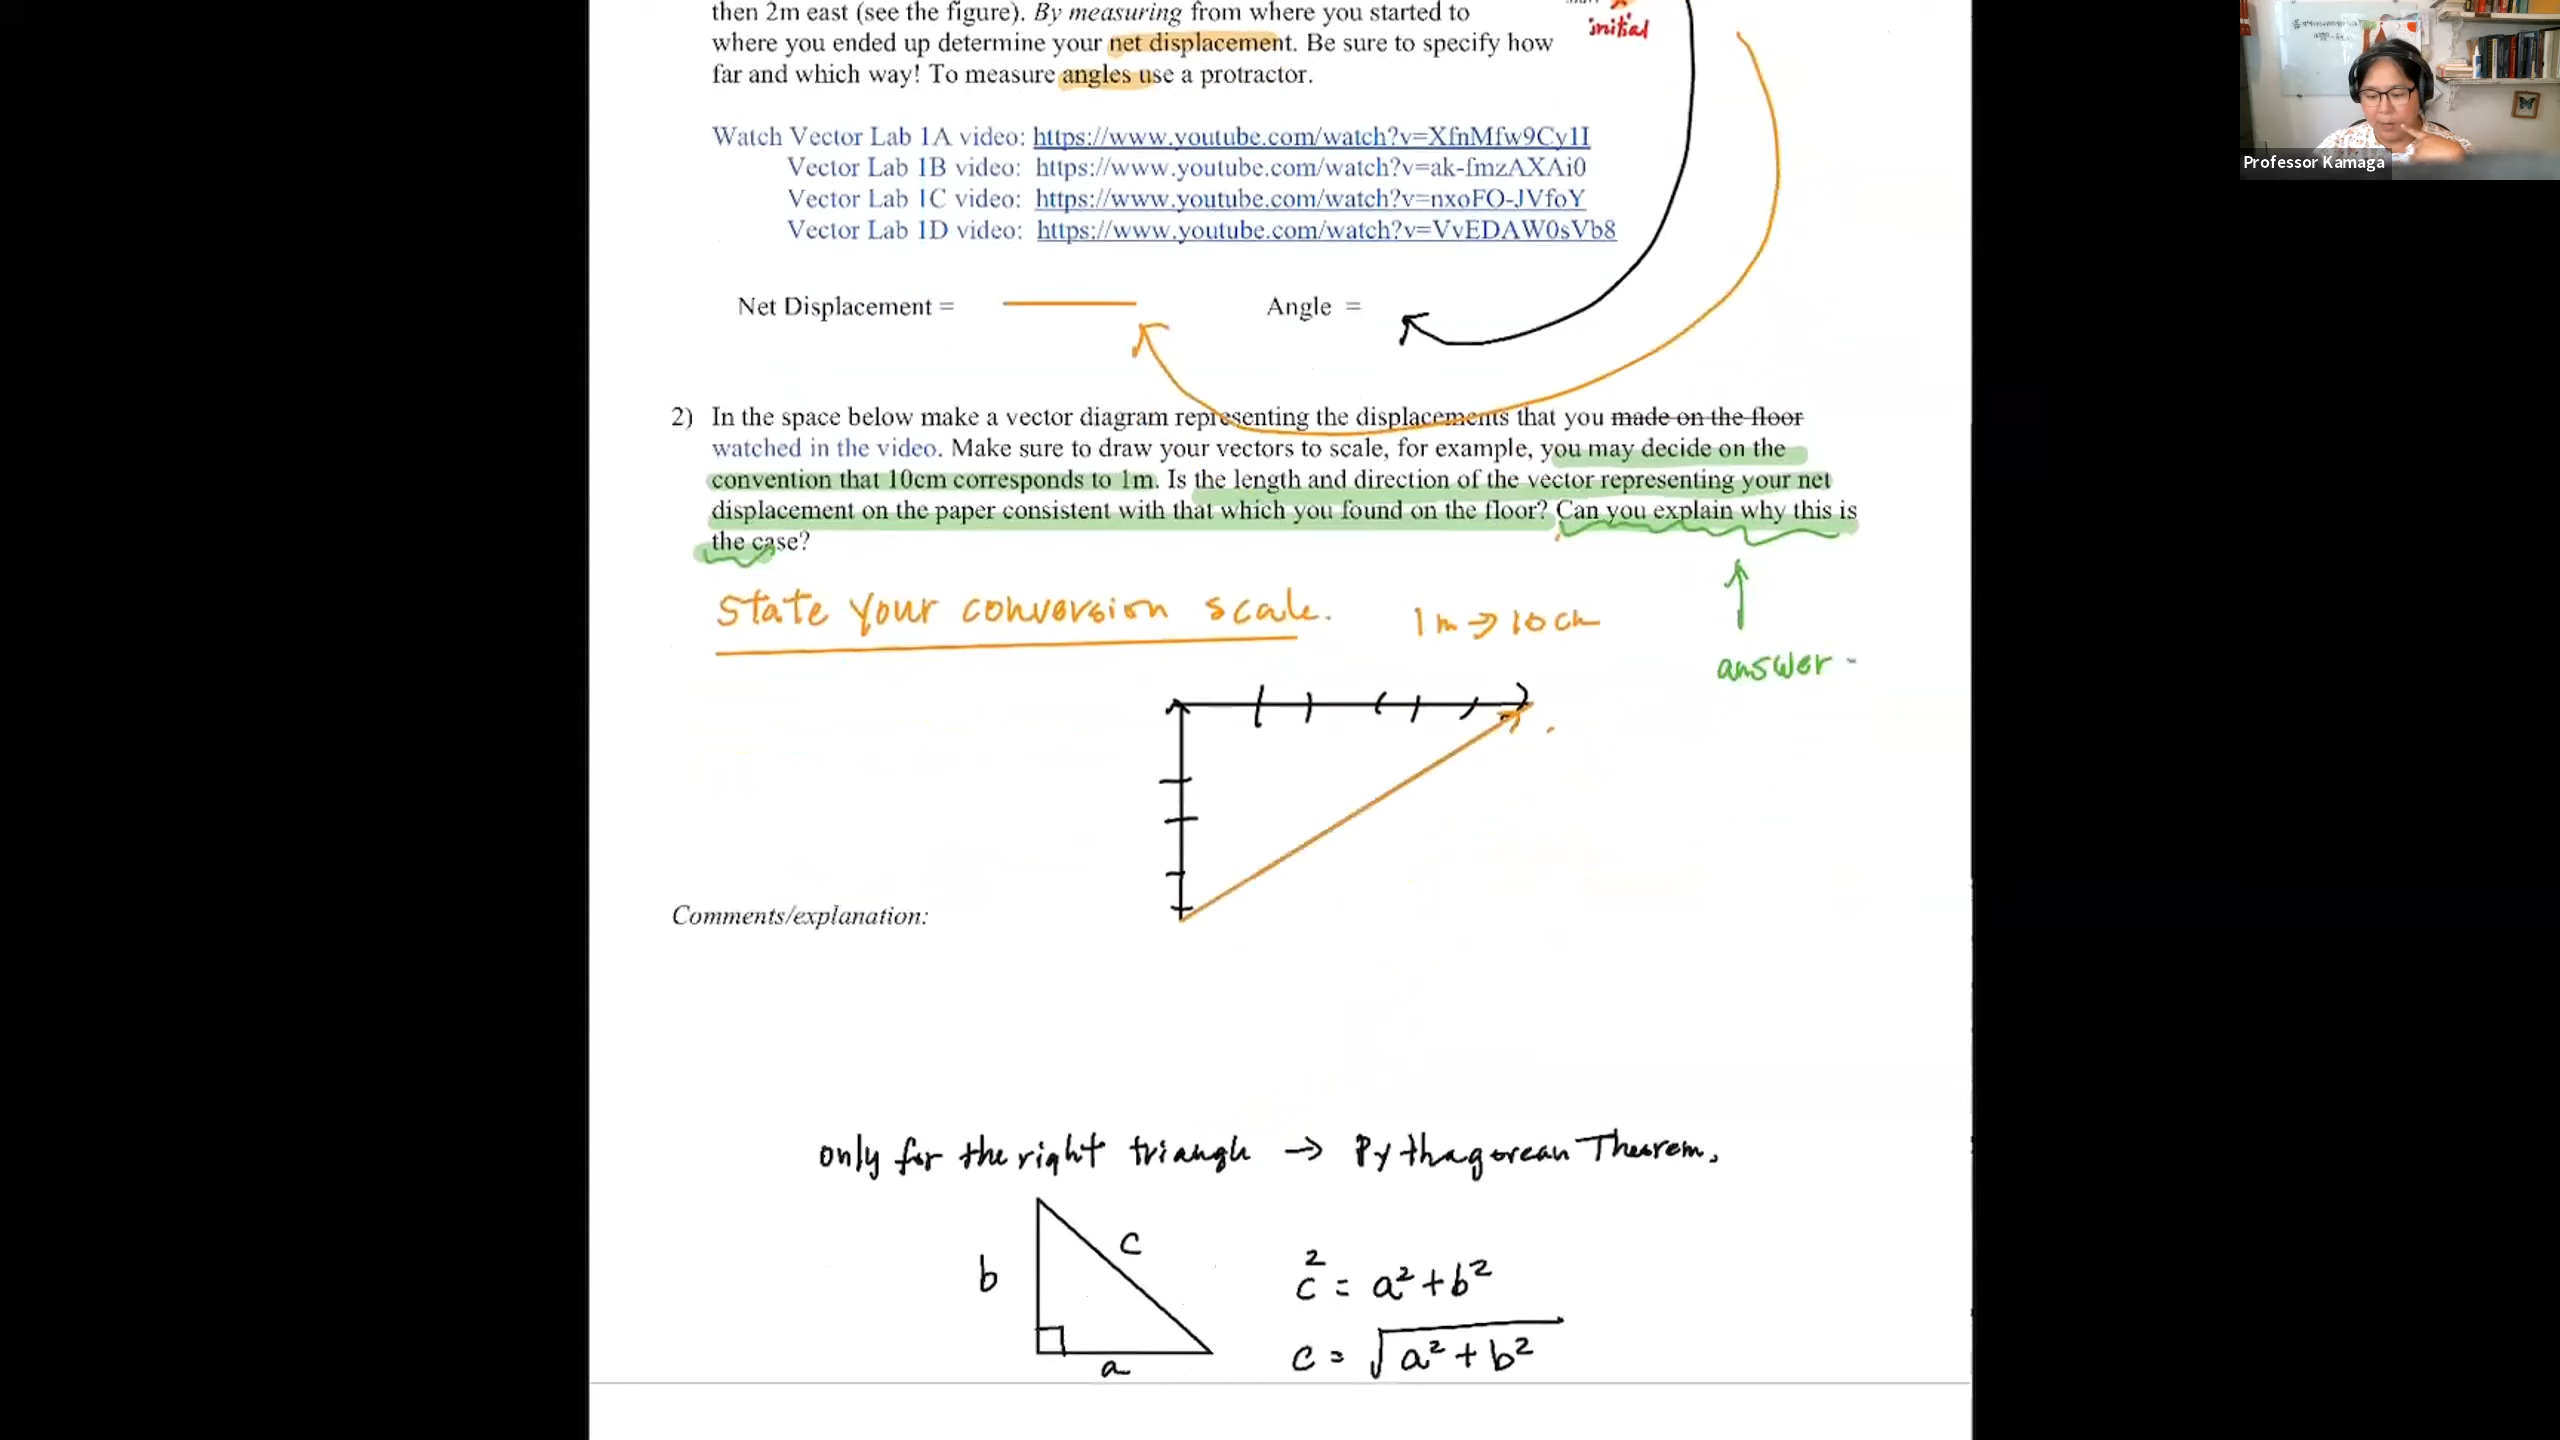 then 2m east (see the figure). By measuring from where you started to
initial
where you ended up determine your net displacement. Be sure to specify how
far and which way! To measure angles use a protractor.
Professor Kamaga
Watch Vector Lab 1A video: https://www.youtube.com/watch?v=XfnMfw9Cy1I
Vector Lab 1B video: https://www.youtube.com/watch?v=ak-fmzAXAi0
Vector Lab 1C video: https://www.youtube.com/watch?v=nxoFO-JVfoY
Vector Lab 1D video: https://www.youtube.com/watch?v=VvEDAW0sVb8
Net Displacement = Angle =
2) In the space below make a vector diagram representing the displacements that you made on the floor
watched in the video. Make sure to draw your vectors to scale, for example, you may decide on the
convention that 10cm corresponds to 1m. Is the length and direction of the vector representing your net
displacement on the paper consistent with that which you found on the floor? Can you explain why this is
the case?
State your conversion scale. 1m → 10cm
answer -
Comments/explanation:
only for the right triangle → Pythagorean Theorem.
c
b
a
c² = a² + b²
c = √a² + b²